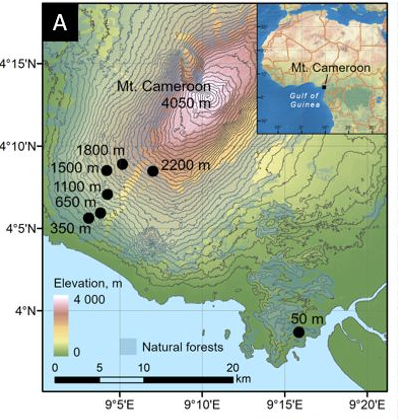 A
4°15'N
4°10'N
4°5'N
4°N
Mt. Cameroon
4050 m
Mt. Cameroon
Gulf of
Guinea
1800 m
1500 m
2200 m
1100 m
650 m
350 m
50 m
Elevation, m
4 000
0
Natural forests
0 5 10 20
km
9°5'E 9°10'E 9°15'E 9°20'E